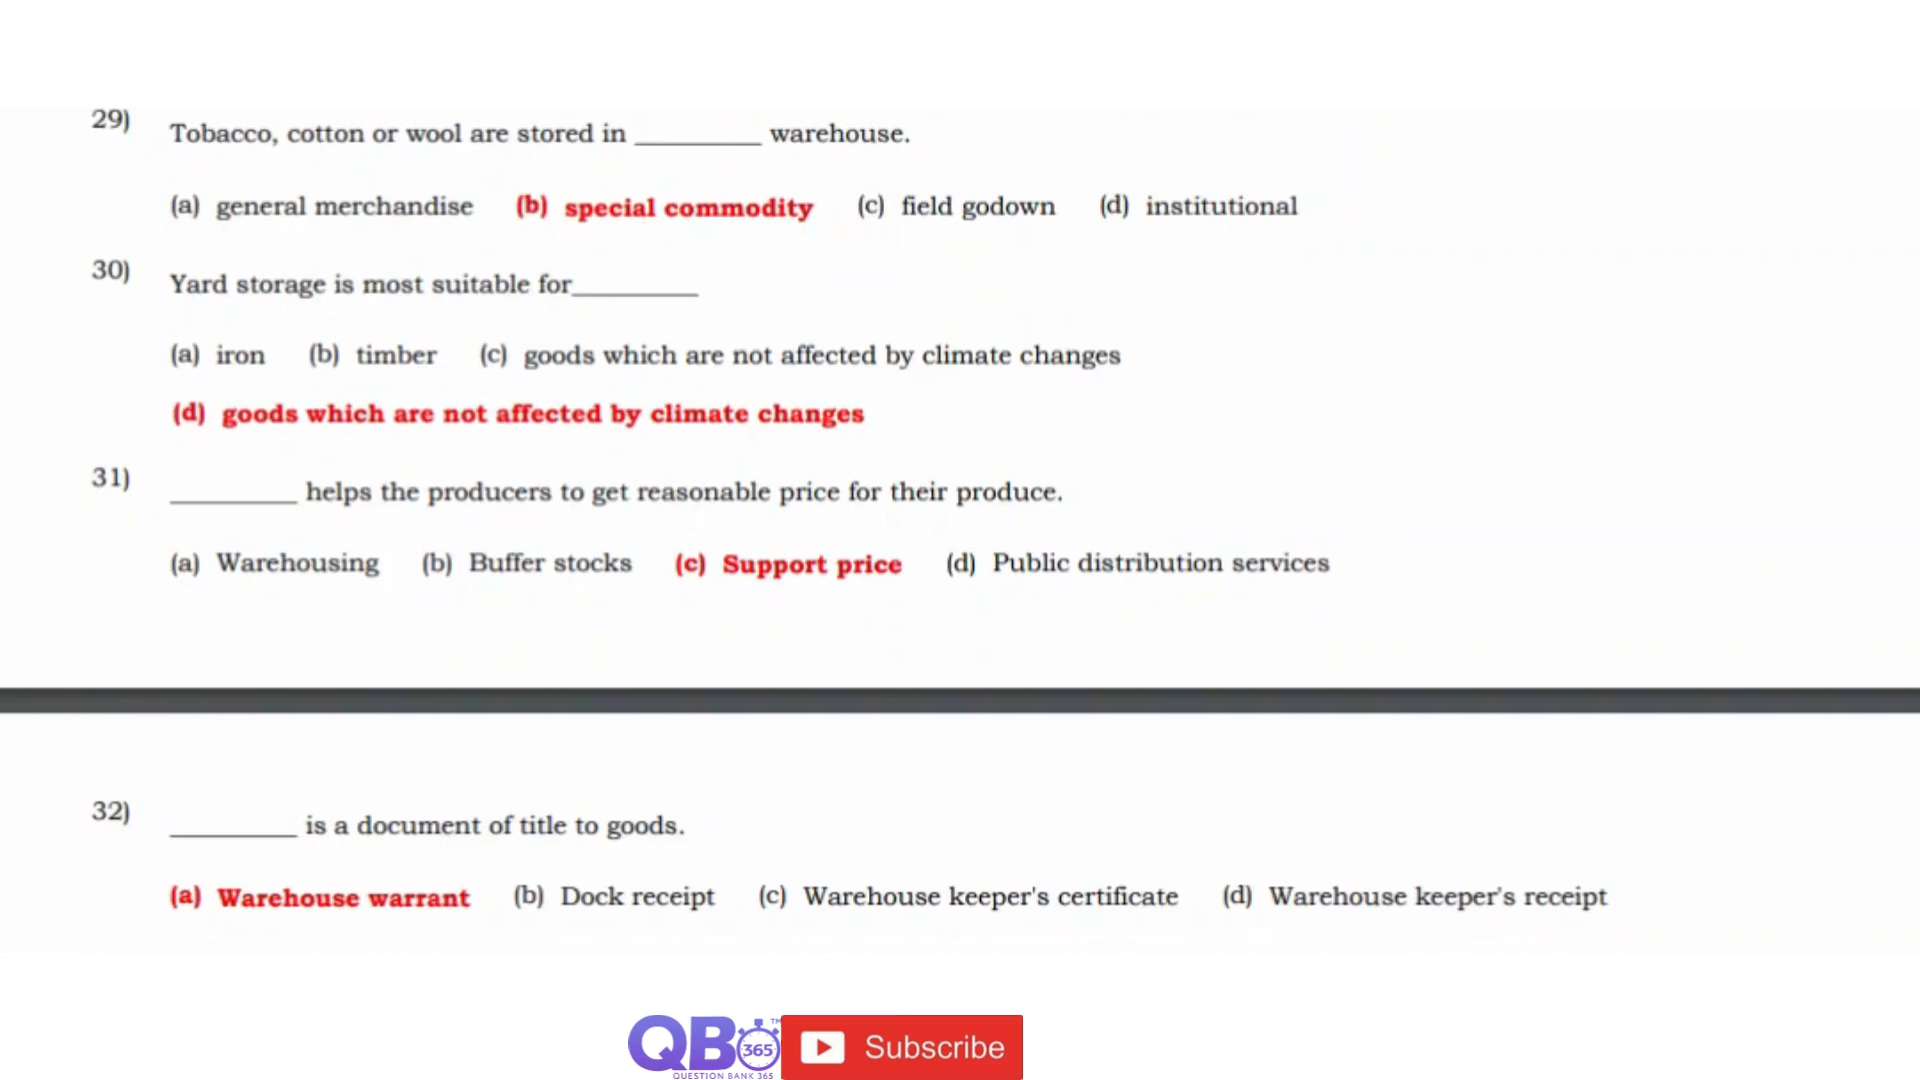 29)
Tobacco, cotton or wool are stored in _________ warehouse.
(a) general merchandise (b) special commodity (c) field godown (d) institutional
30)
Yard storage is most suitable for_________
(a) iron (b) timber (c) goods which are not affected by climate changes
(d) goods which are not affected by climate changes
31)
_________ helps the producers to get reasonable price for their produce.
(a) Warehousing (b) Buffer stocks (c) Support price (d) Public distribution services
32)
_________ is a document of title to goods.
(a) Warehouse warrant (b) Dock receipt (c) Warehouse keeper's certificate (d) Warehouse keeper's receipt
QB 365 ™
QUESTION BANK 365
Subscribe